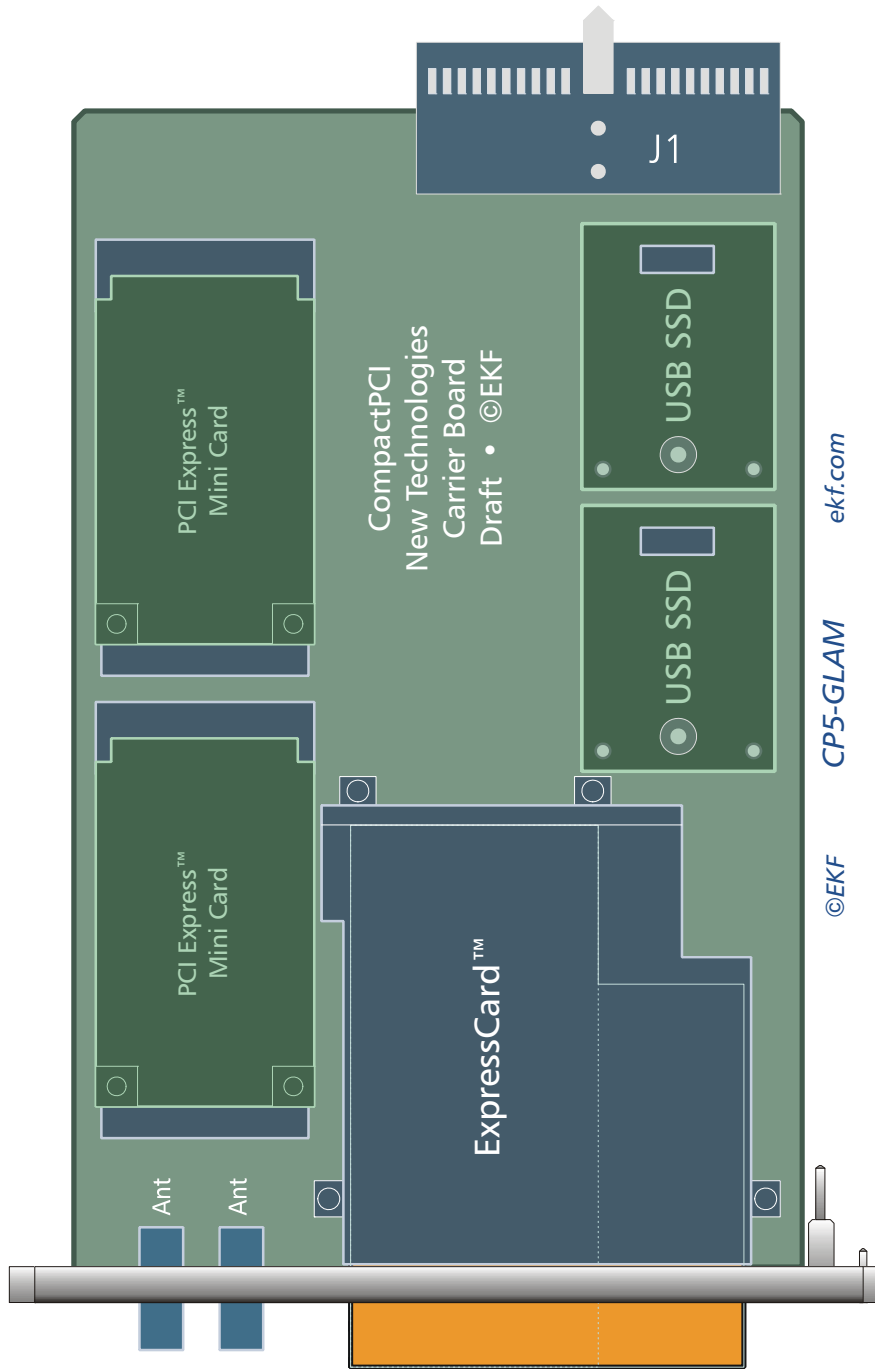 J1
PCI Express™
Mini Card
CompactPCI
New Technologies
Carrier Board
Draft • ©EKF
USB SSD
USB SSD
PCI Express™
Mini Card
ExpressCard™
Ant
Ant
©EKF
CP5-GLAM
ekf.com